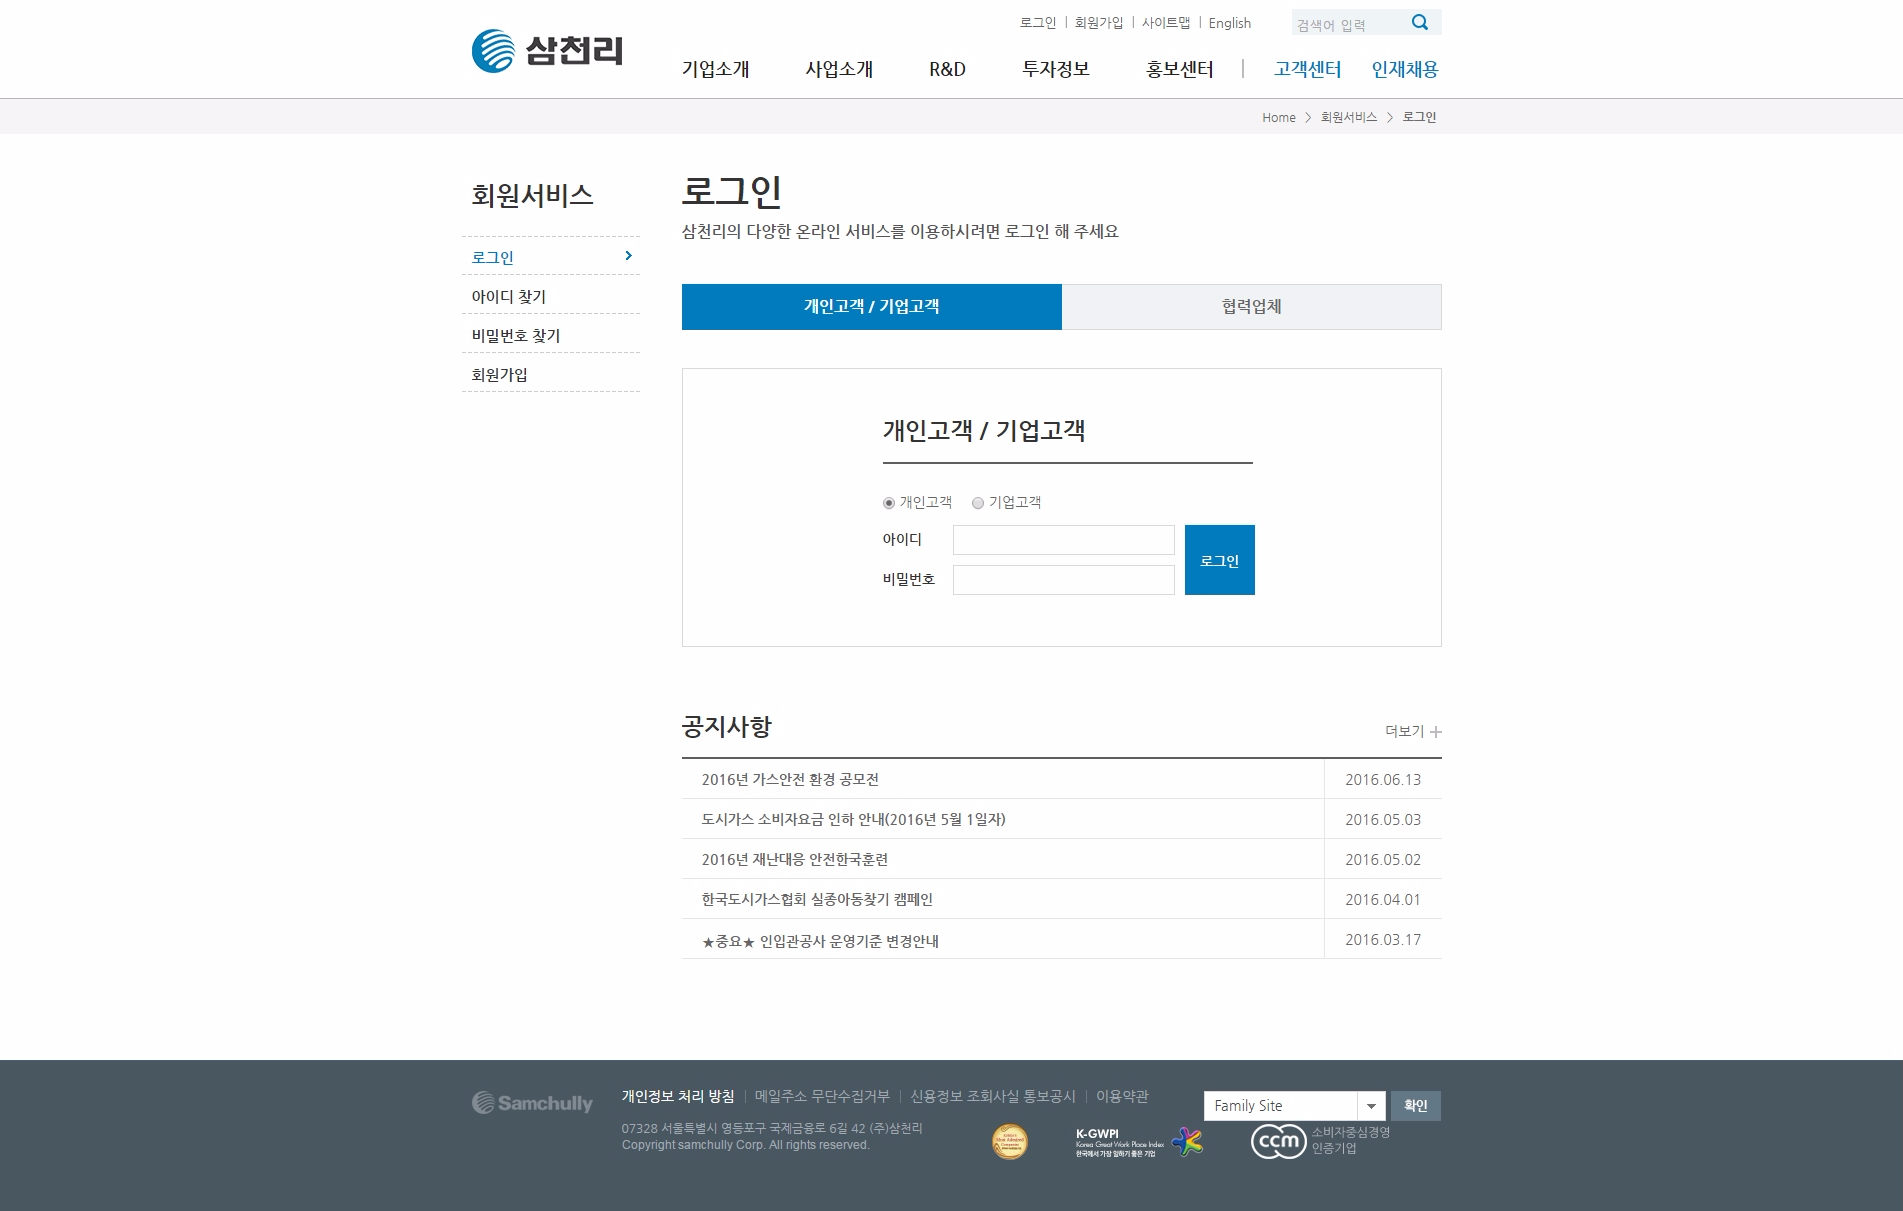 로그인 회원가입 사이트맵 English 검색어 입력
삼천리
기업소개 사업소개 R&D 투자정보 홍보센터 고객센터 인재채용
Home > 회원서비스 > 로그인
회원서비스
로그인
아이디 찾기
비밀번호 찾기
회원가입
로그인
삼천리의 다양한 온라인 서비스를 이용하시려면 로그인 해 주세요
개인고객 / 기업고객 협력업체
개인고객 / 기업고객
개인고객 기업고객
아이디
비밀번호
로그인
공지사항 더보기
2016년 가스안전 환경 공모전 2016.06.13
도시가스 소비자요금 인하 안내(2016년 5월 1일자) 2016.05.03
2016년 재난대응 안전한국훈련 2016.05.02
한국도시가스협회 실종아동찾기 캠페인 2016.04.01
★중요★ 인입관공사 운영기준 변경안내 2016.03.17
Samchully
개인정보 처리 방침 메일주소 무단수집거부 신용정보 조회사실 통보공시 이용약관
Family Site 확인
07328 서울특별시 영등포구 국제금융로 6길 42 (주)삼천리
Copyright samchully Corp. All rights reserved.
K-GWPI
Korea Great Work Place Index
한국에서 가장 일하기 좋은 기업
ccm 소비자중심경영
인증기업